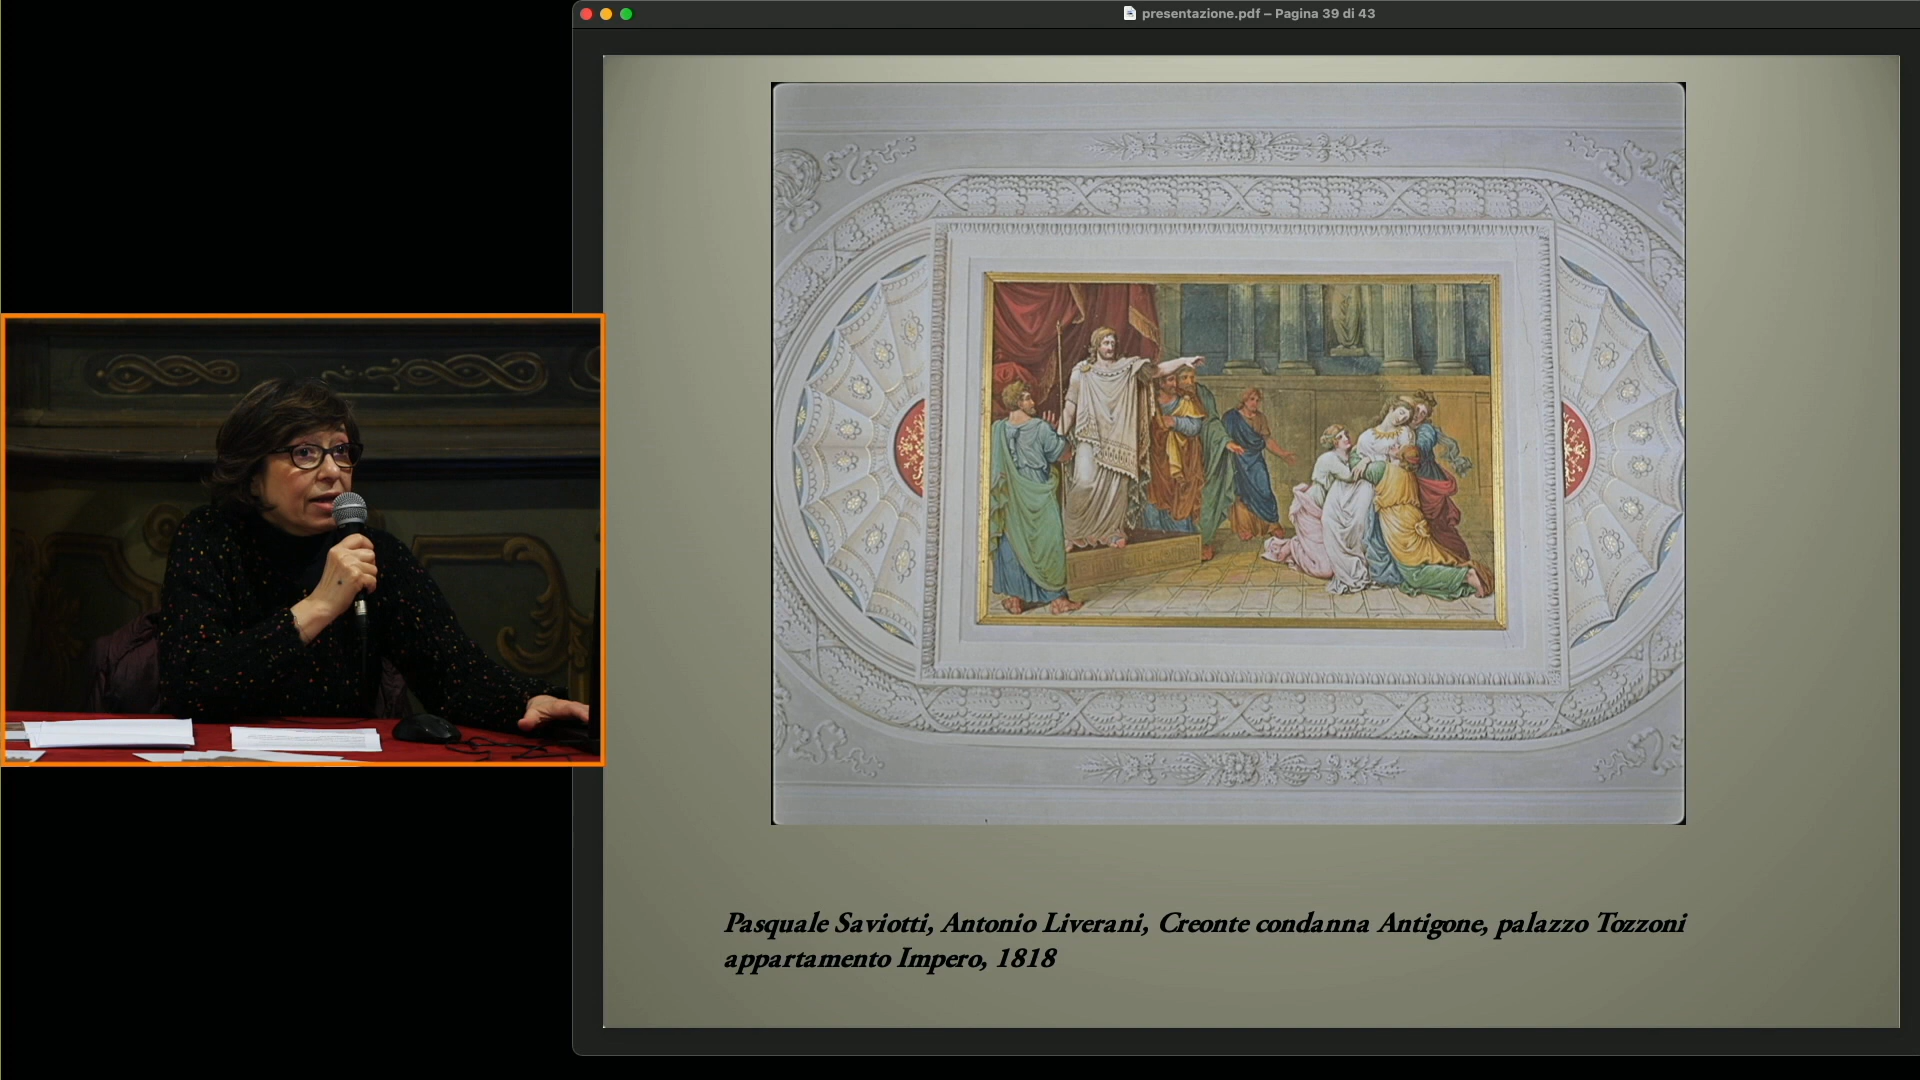 presentazione.pdf – Pagina 39 di 43
Pasquale Saviotti, Antonio Liverani, Creonte condanna Antigone, palazzo Tozzoni
appartamento Impero, 1818